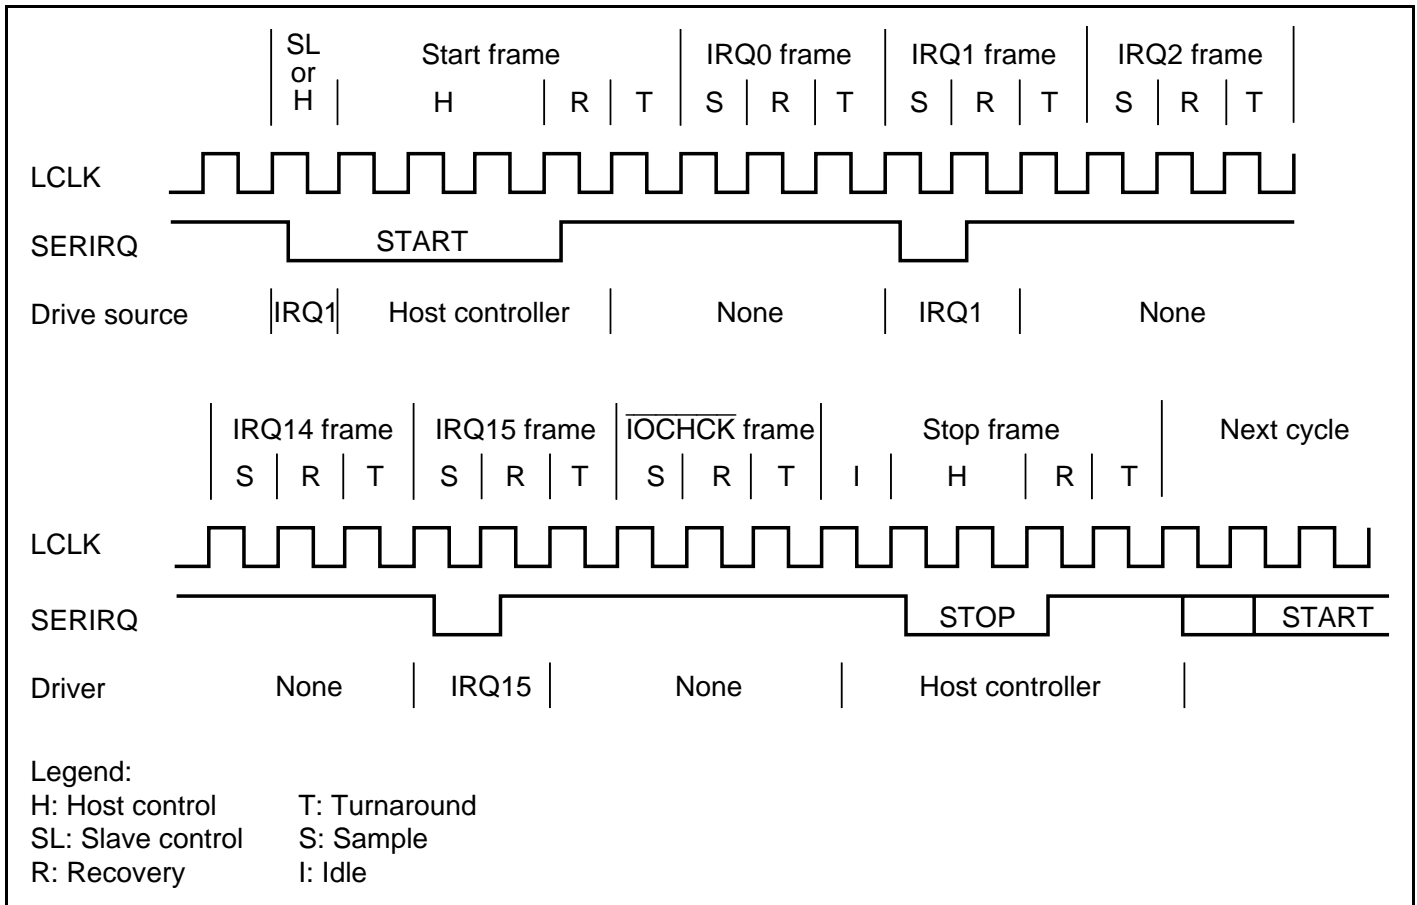 SL
or
H
Start frame
IRQ0 frame
IRQ1 frame
IRQ2 frame
H R T S R T S R T S R T
LCLK
SERIRQ
START
Drive source
IRQ1
Host controller
None
IRQ1
None
IRQ14 frame
IRQ15 frame
IOCHCK frame
Stop frame
Next cycle
S R T S R T S R T I H R T
LCLK
SERIRQ
STOP
START
Driver
None
IRQ15
None
Host controller
Legend:
H: Host control T: Turnaround
SL: Slave control S: Sample
R: Recovery I: Idle